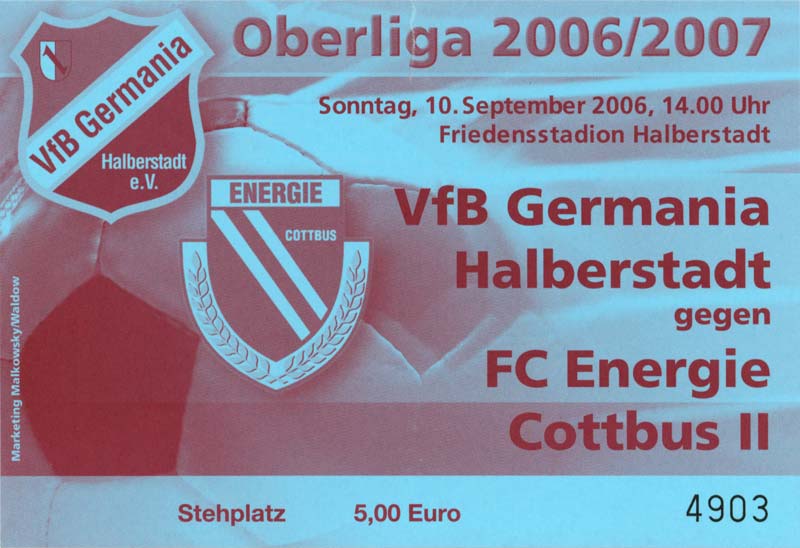 Oberliga 2006/2007
VfB Germania
Halberstadt
e.V.
Sonntag, 10. September 2006, 14.00 Uhr
Friedensstadion Halberstadt
ENERGIE
COTTBUS
VfB Germania
Halberstadt
gegen
FC Energie
Cottbus II
Marketing Malkowsky/Waldow
Stehplatz 5,00 Euro 4903